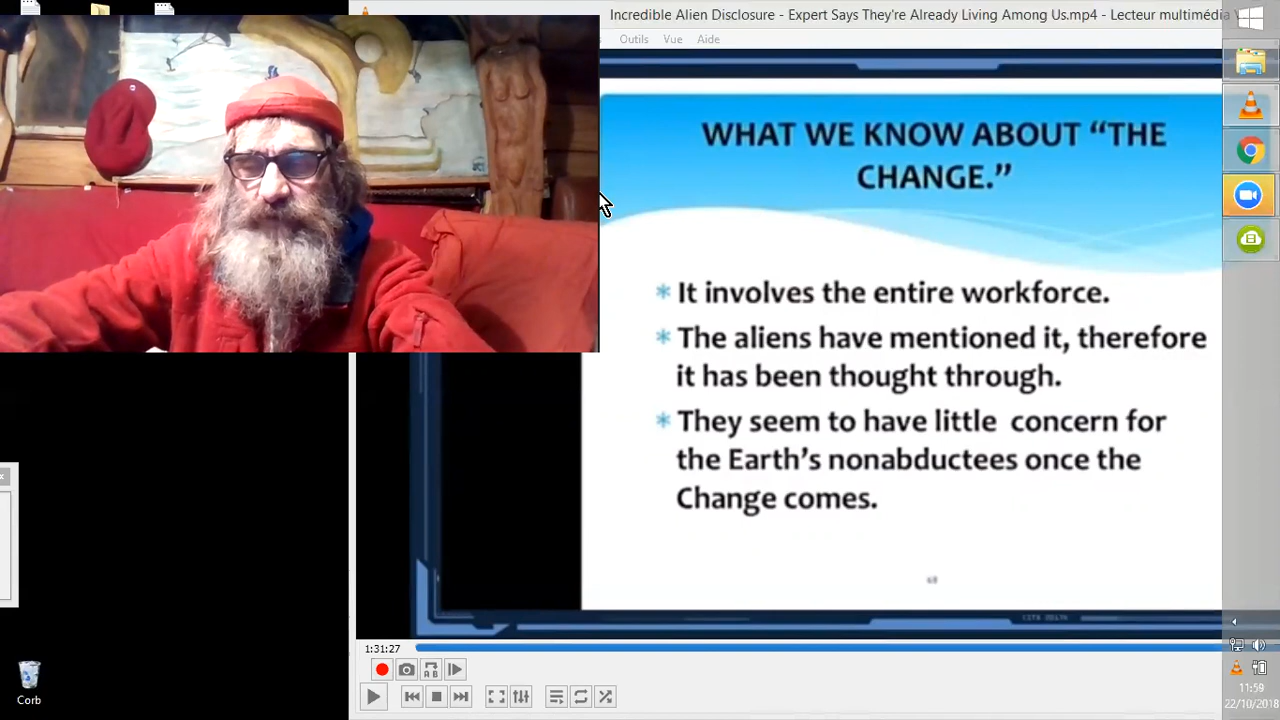 Incredible Alien Disclosure - Expert Says They're Already Living Among Us.mp4 - Lecteur multimédia V
Outils Vue Aide
WHAT WE KNOW ABOUT “THE
CHANGE.”
* It involves the entire workforce.
* The aliens have mentioned it, therefore
it has been thought through.
* They seem to have little concern for
the Earth’s nonabductees once the
Change comes.
1:31:27
Corb
11:59
22/10/2018